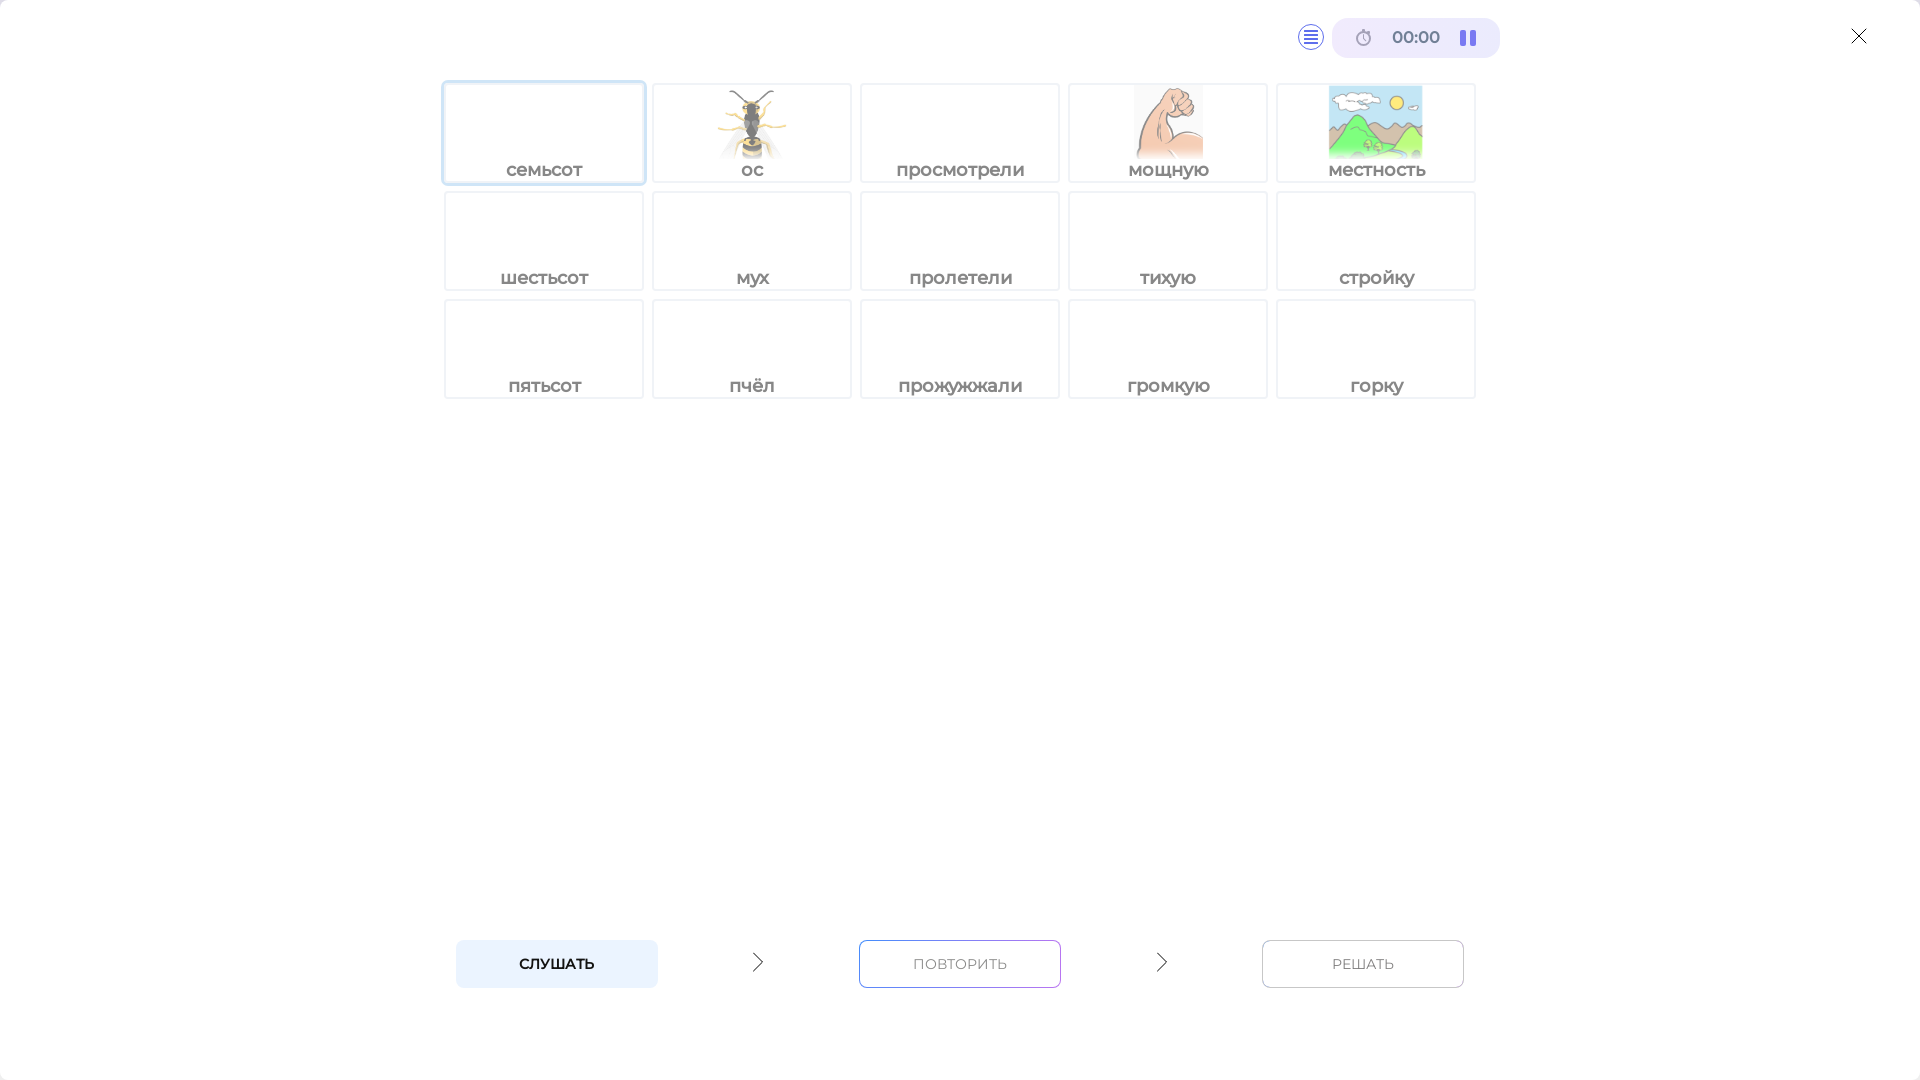 00:00
семьсот ос просмотрели мощную местность
шестьсот мух пролетели тихую стройку
пятьсот пчёл прожужжали громкую горку
СЛУШАТЬ ПОВТОРИТЬ РЕШАТЬ